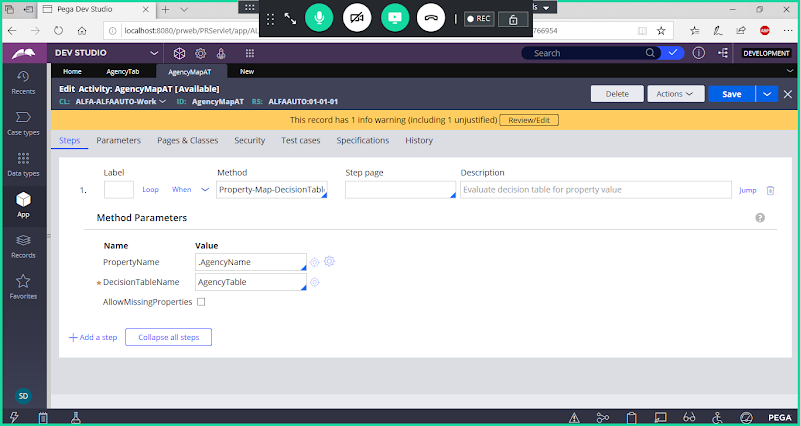 Pega Dev Studio
REC
localhost:8080/prweb/PRServlet/app/AL
766954
ABP
DEV STUDIO
Search
DEVELOPMENT
Home AgencyTab AgencyMapAT New
Edit Activity: AgencyMapAT [Available]
CL: ALFA-ALFAAUTO-Work ID: AgencyMapAT RS: ALFAAUTO:01-01-01
Delete Actions Save
This record has 1 info warning (including 1 unjustified) Review/Edit
Steps Parameters Pages & Classes Security Test cases Specifications History
Recents
Case types
Data types
App
Records
Favorites
SD
Label Method Step page Description
1. Loop When Property-Map-DecisionTabl Evaluate decision table for property value Jump
Method Parameters
Name Value
PropertyName .AgencyName
DecisionTableName AgencyTable
AllowMissingProperties
Add a step Collapse all steps
PEGA